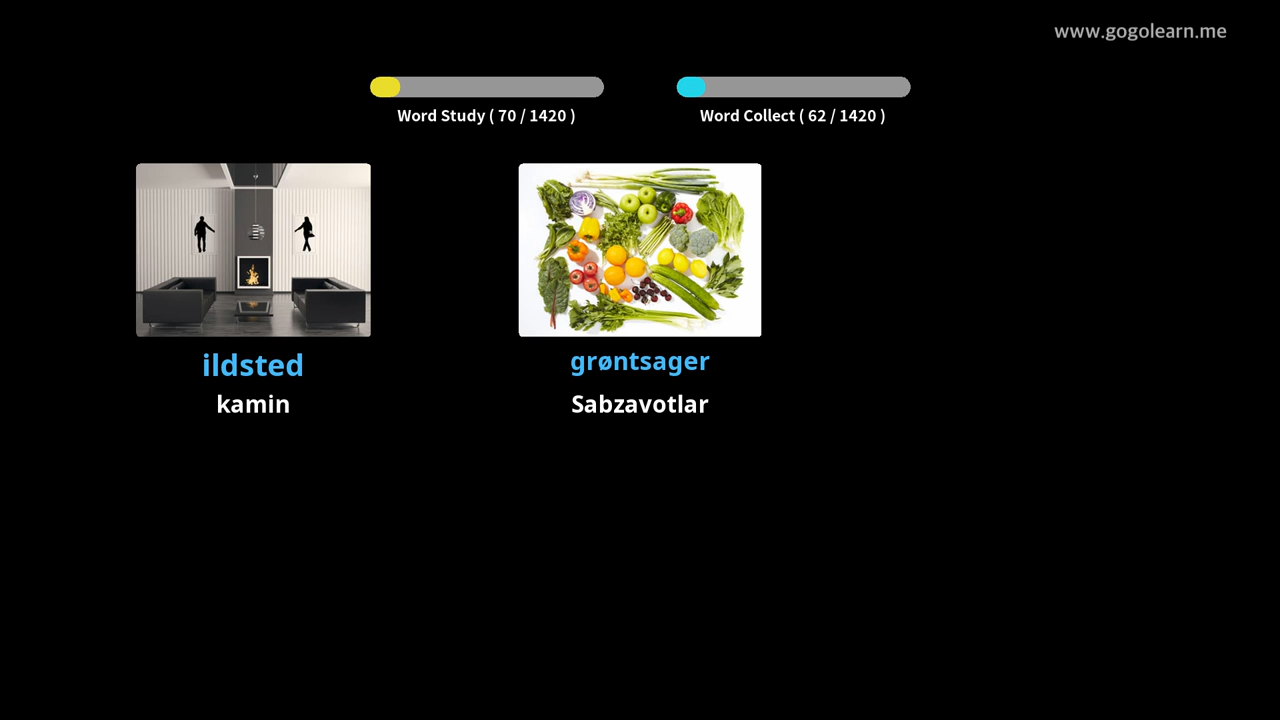 www.gogolearn.me
Word Study ( 70 / 1420 )
Word Collect ( 62 / 1420 )
ildsted
kamin
grøntsager
Sabzavotlar